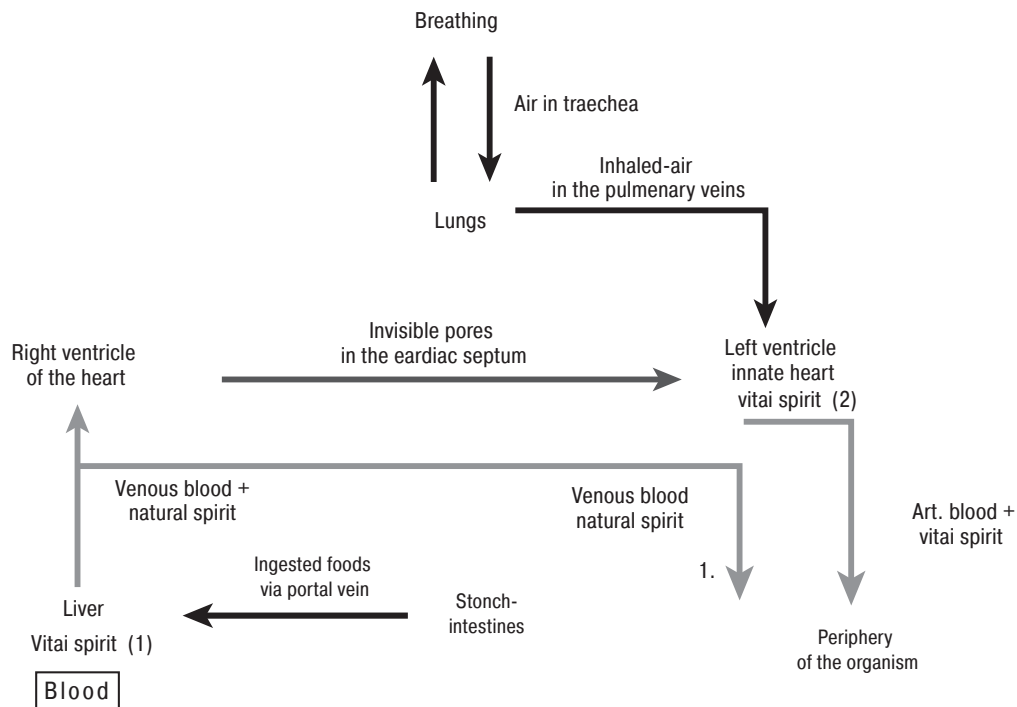 Breathing
Air in traechea
Inhaled-air
in the pulmenary veins
Lungs
Invisible pores
in the eardiac septum
Right ventricle
of the heart
Left ventricle
innate heart
vitai spirit (2)
Venous blood +
natural spirit
Venous blood
natural spirit
Art. blood +
vitai spirit
1.
Ingested foods
via portal vein
Liver
Vitai spirit (1)
Stonch-
intestines
Periphery
of the organism
Blood